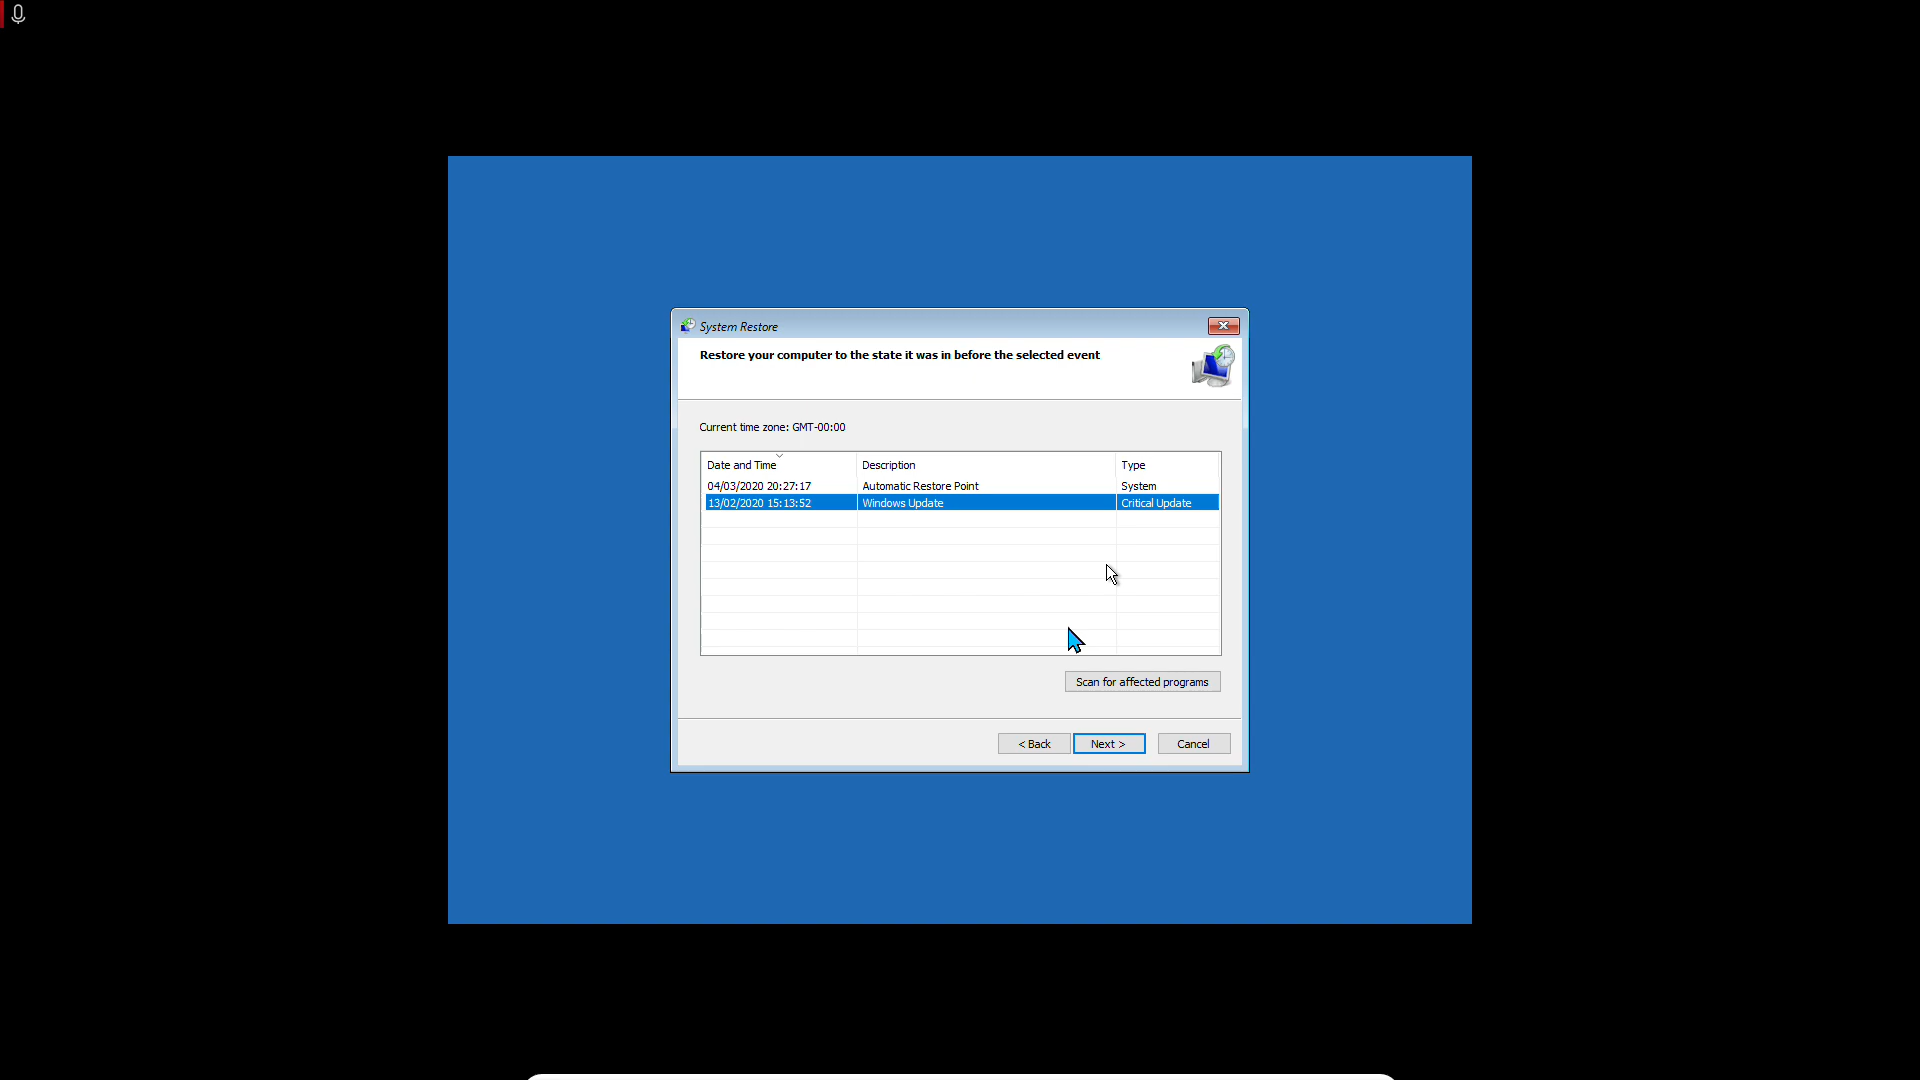 System Restore
Restore your computer to the state it was in before the selected event
Current time zone: GMT-00:00
Date and Time Description Type
04/03/2020 20:27:17 Automatic Restore Point System
13/02/2020 15:13:52 Windows Update Critical Update
Scan for affected programs
< Back Next > Cancel